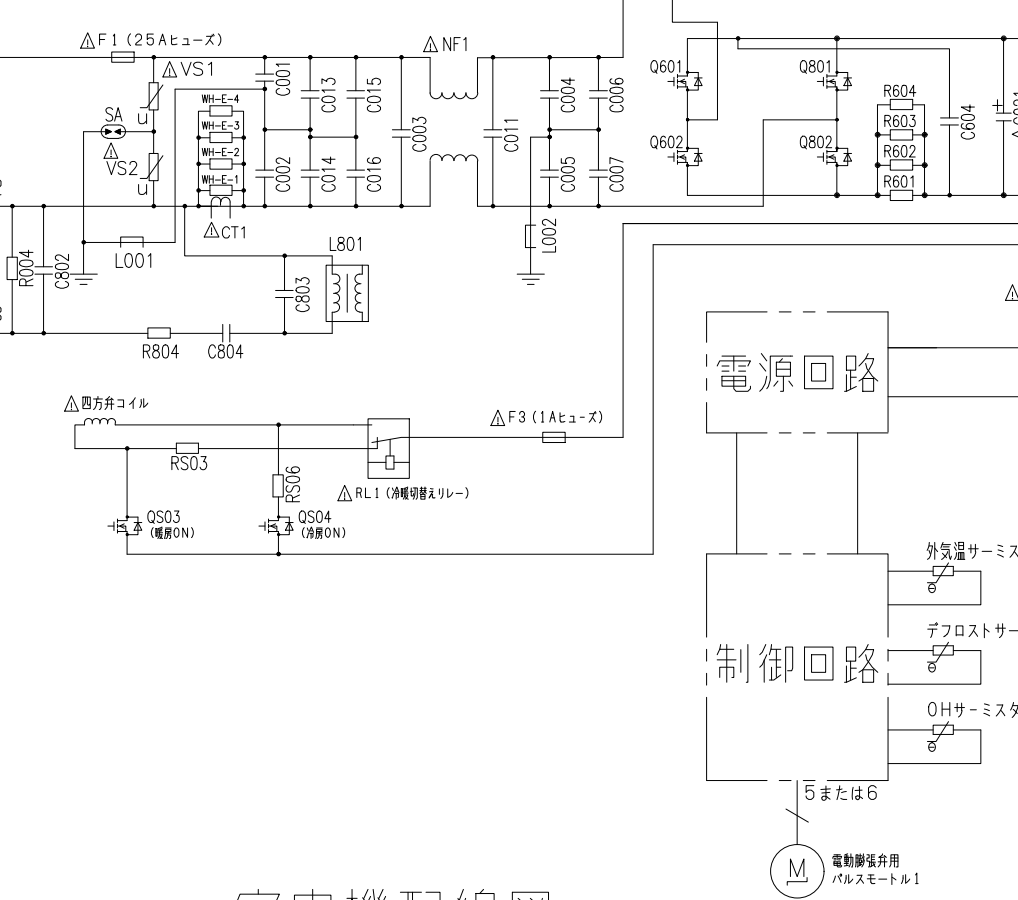 F1(25Aヒューズ)
NF1
VS1
C001
C013
C015
C004
C006
Q601
Q801
WH-E-4
R604
SA
u
WH-E-3
C003
C011
R603
C604
VS2
WH-E-2
Q602
Q802
R602
u
WH-E-1
C002
C014
C016
C005
C007
R601
CT1
L001
L801
L002
R004
C802
C803
R804
C804
電源回路
四方弁コイル
F3(1Aヒューズ)
RS03
RS06
RL1(冷暖切替えリレー)
QS03
(暖房ON)
QS04
(冷房ON)
外気温サーミス
θ
デフロストサー
θ
制御回路
OHサーミスタ
θ
5または6
M
電動膨張弁用
パルスモートル1